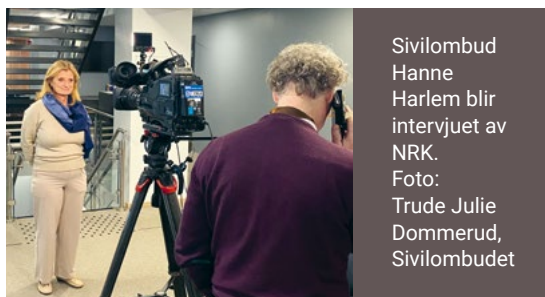 Sivilombud
Hanne
Harlem blir
intervjuet av
NRK.
Foto:
Trude Julie
Dommerud,
Sivilombudet